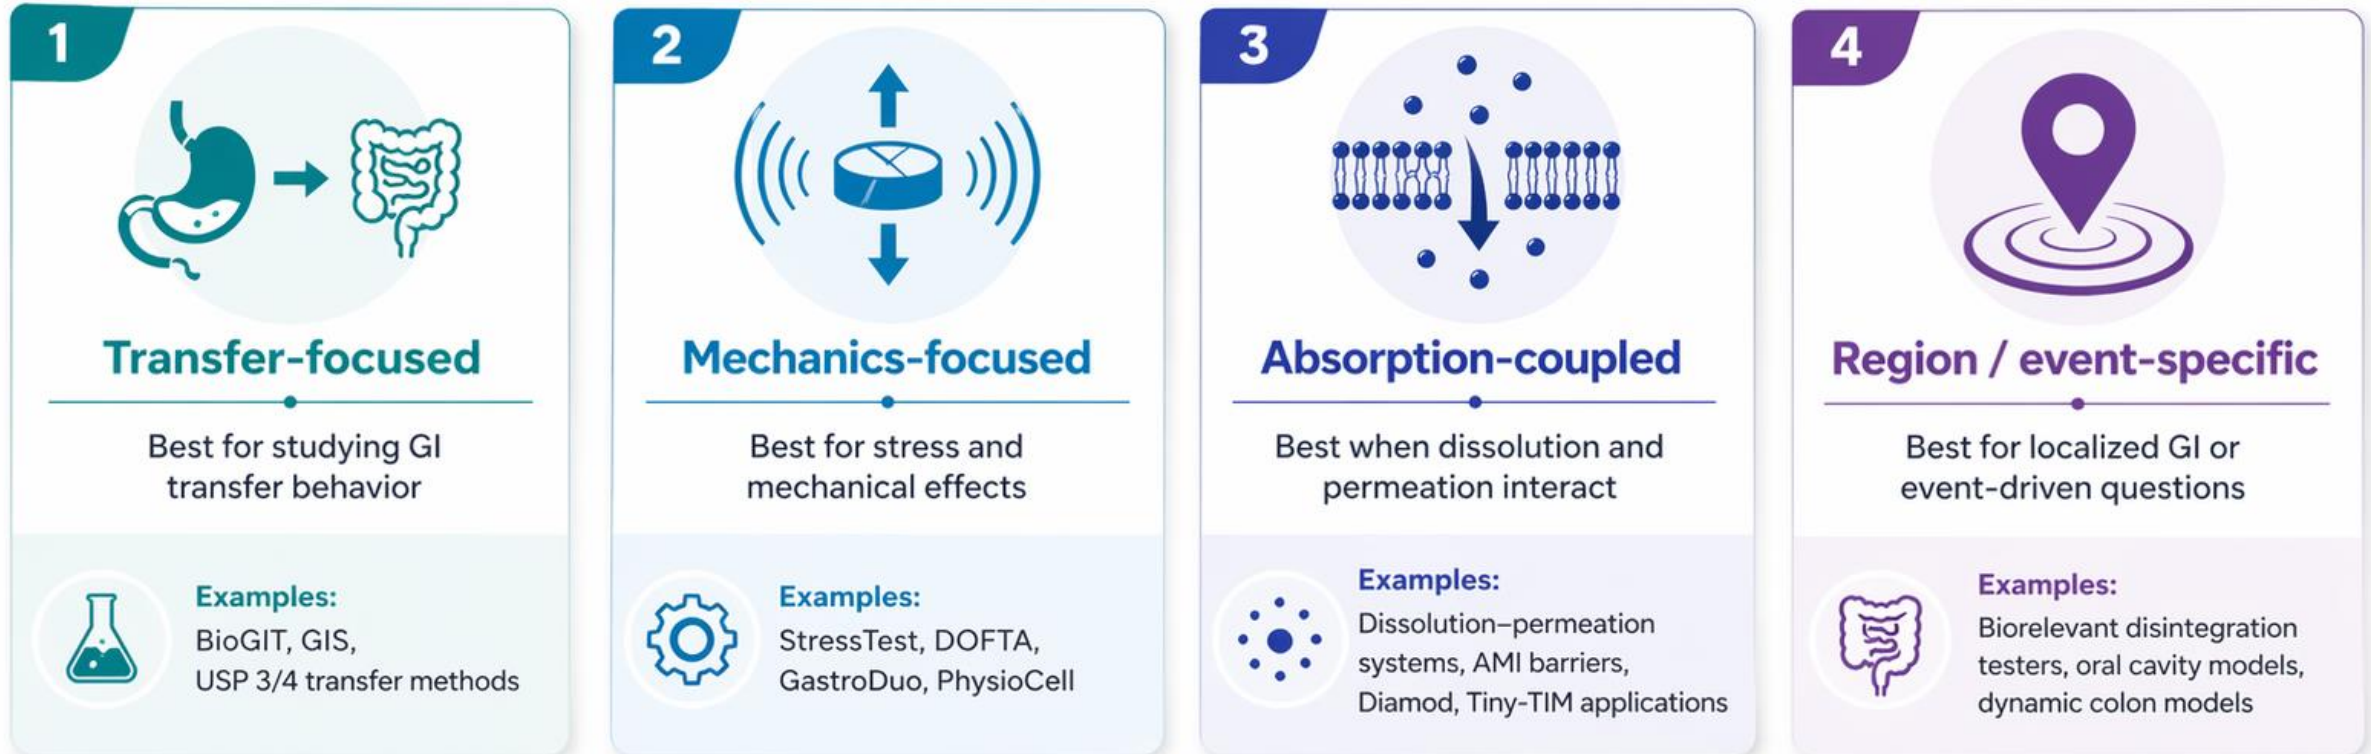 1
Transfer-focused
Best for studying GI
transfer behavior
Examples:
BioGIT, GIS,
USP 3/4 transfer methods
2
Mechanics-focused
Best for stress and
mechanical effects
Examples:
StressTest, DOFTA,
GastroDuo, PhysioCell
3
Absorption-coupled
Best when dissolution and
permeation interact
Examples:
Dissolution–permeation
systems, AMI barriers,
Diamod, Tiny-TIM applications
4
Region / event-specific
Best for localized GI or
event-driven questions
Examples:
Biorelevant disintegration
testers, oral cavity models,
dynamic colon models